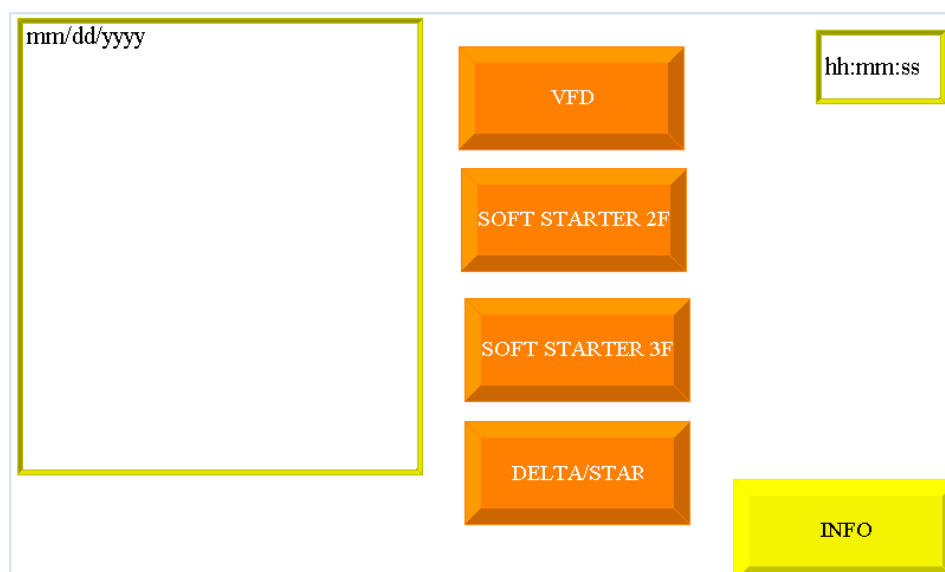 mm/dd/yyyy
VFD
hh:mm:ss
SOFT STARTER 2F
SOFT STARTER 3F
DELTA/STAR
INFO